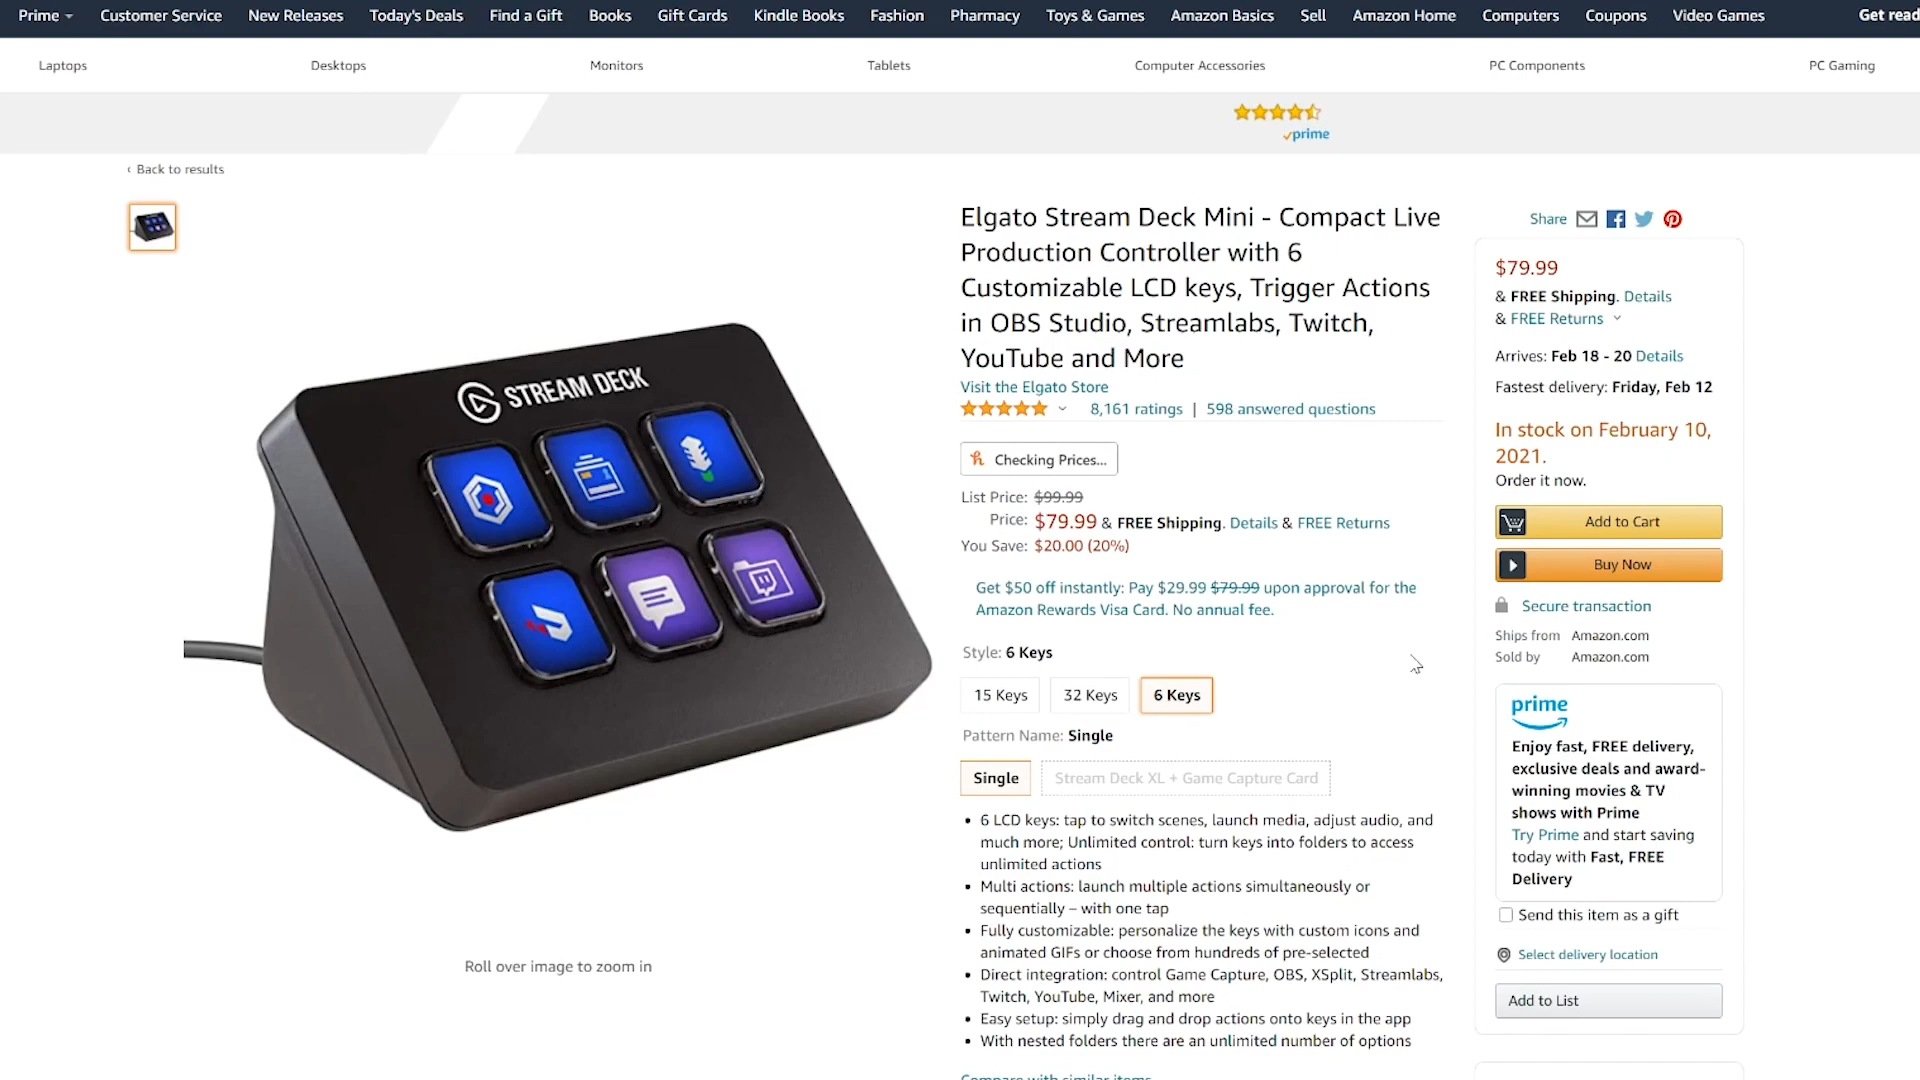 Prime Customer Service New Releases Today's Deals Find a Gift Books Gift Cards Kindle Books Fashion Pharmacy Toys & Games Amazon Basics Sell Amazon Home Computers Coupons Video Games Get read
Laptops Desktops Monitors Tablets Computer Accessories PC Components PC Gaming
prime
‹ Back to results
STREAM DECK
Roll over image to zoom in
Elgato Stream Deck Mini - Compact Live
Production Controller with 6
Customizable LCD keys, Trigger Actions
in OBS Studio, Streamlabs, Twitch,
YouTube and More
Visit the Elgato Store
8,161 ratings | 598 answered questions
Checking Prices...
List Price: $99.99
Price: $79.99 & FREE Shipping. Details & FREE Returns
You Save: $20.00 (20%)
Get $50 off instantly: Pay $29.99 $79.99 upon approval for the
Amazon Rewards Visa Card. No annual fee.
Style: 6 Keys
15 Keys 32 Keys 6 Keys
Pattern Name: Single
Single Stream Deck XL + Game Capture Card
• 6 LCD keys: tap to switch scenes, launch media, adjust audio, and
much more; Unlimited control: turn keys into folders to access
unlimited actions
• Multi actions: launch multiple actions simultaneously or
sequentially – with one tap
• Fully customizable: personalize the keys with custom icons and
animated GIFs or choose from hundreds of pre-selected
• Direct integration: control Game Capture, OBS, XSplit, Streamlabs,
Twitch, YouTube, Mixer, and more
• Easy setup: simply drag and drop actions onto keys in the app
• With nested folders there are an unlimited number of options
Compare with similar items
Share
$79.99
& FREE Shipping. Details
& FREE Returns
Arrives: Feb 18 - 20 Details
Fastest delivery: Friday, Feb 12
In stock on February 10,
2021.
Order it now.
Add to Cart
Buy Now
Secure transaction
Ships from Amazon.com
Sold by Amazon.com
prime
Enjoy fast, FREE delivery,
exclusive deals and award-
winning movies & TV
shows with Prime
Try Prime and start saving
today with Fast, FREE
Delivery
Send this item as a gift
Select delivery location
Add to List